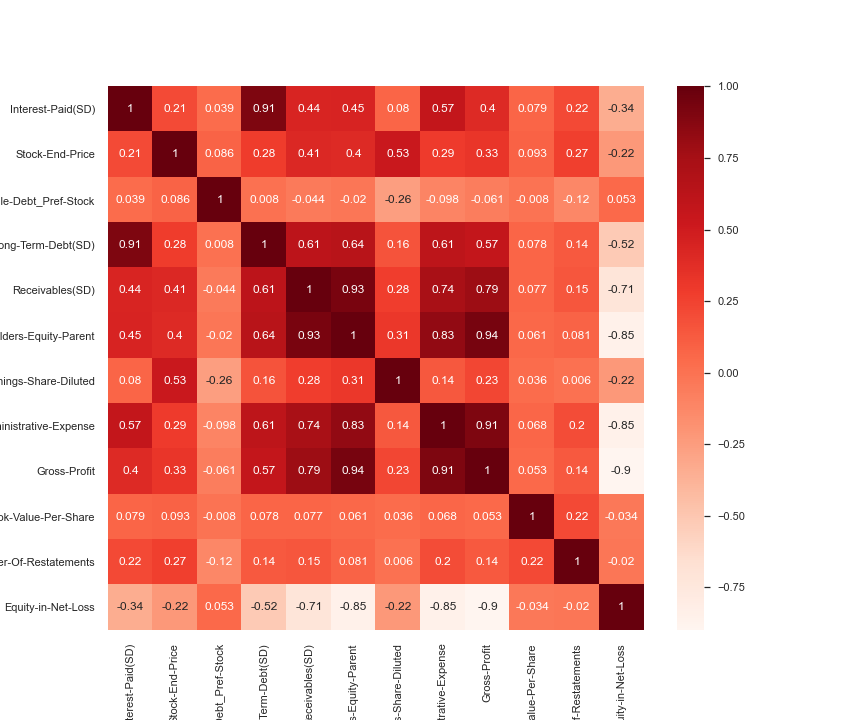 Interest-Paid(SD) 1 0.21 0.039 0.91 0.44 0.45 0.08 0.57 0.4 0.079 0.22 -0.34
Stock-End-Price 0.21 1 0.086 0.28 0.41 0.4 0.53 0.29 0.33 0.093 0.27 -0.22
le-Debt_Pref-Stock 0.039 0.086 1 0.008 -0.044 -0.02 -0.26 -0.098 -0.061 -0.008 -0.12 0.053
ong-Term-Debt(SD) 0.91 0.28 0.008 1 0.61 0.64 0.16 0.61 0.57 0.078 0.14 -0.52
Receivables(SD) 0.44 0.41 -0.044 0.61 1 0.93 0.28 0.74 0.79 0.077 0.15 -0.71
lders-Equity-Parent 0.45 0.4 -0.02 0.64 0.93 1 0.31 0.83 0.94 0.061 0.081 -0.85
nings-Share-Diluted 0.08 0.53 -0.26 0.16 0.28 0.31 1 0.14 0.23 0.036 0.006 -0.22
ministrative-Expense 0.57 0.29 -0.098 0.61 0.74 0.83 0.14 1 0.91 0.068 0.2 -0.85
Gross-Profit 0.4 0.33 -0.061 0.57 0.79 0.94 0.23 0.91 1 0.053 0.14 -0.9
ok-Value-Per-Share 0.079 0.093 -0.008 0.078 0.077 0.061 0.036 0.068 0.053 1 0.22 -0.034
er-Of-Restatements 0.22 0.27 -0.12 0.14 0.15 0.081 0.006 0.2 0.14 0.22 1 -0.02
Equity-in-Net-Loss -0.34 -0.22 0.053 -0.52 -0.71 -0.85 -0.22 -0.85 -0.9 -0.034 -0.02 1
terest-Paid(SD)
Stock-End-Price
Debt_Pref-Stock
Term-Debt(SD)
eceivables(SD)
s-Equity-Parent
s-Share-Diluted
trative-Expense
Gross-Profit
alue-Per-Share
f-Restatements
uity-in-Net-Loss
1.00
0.75
0.50
0.25
0.00
−0.25
−0.50
−0.75